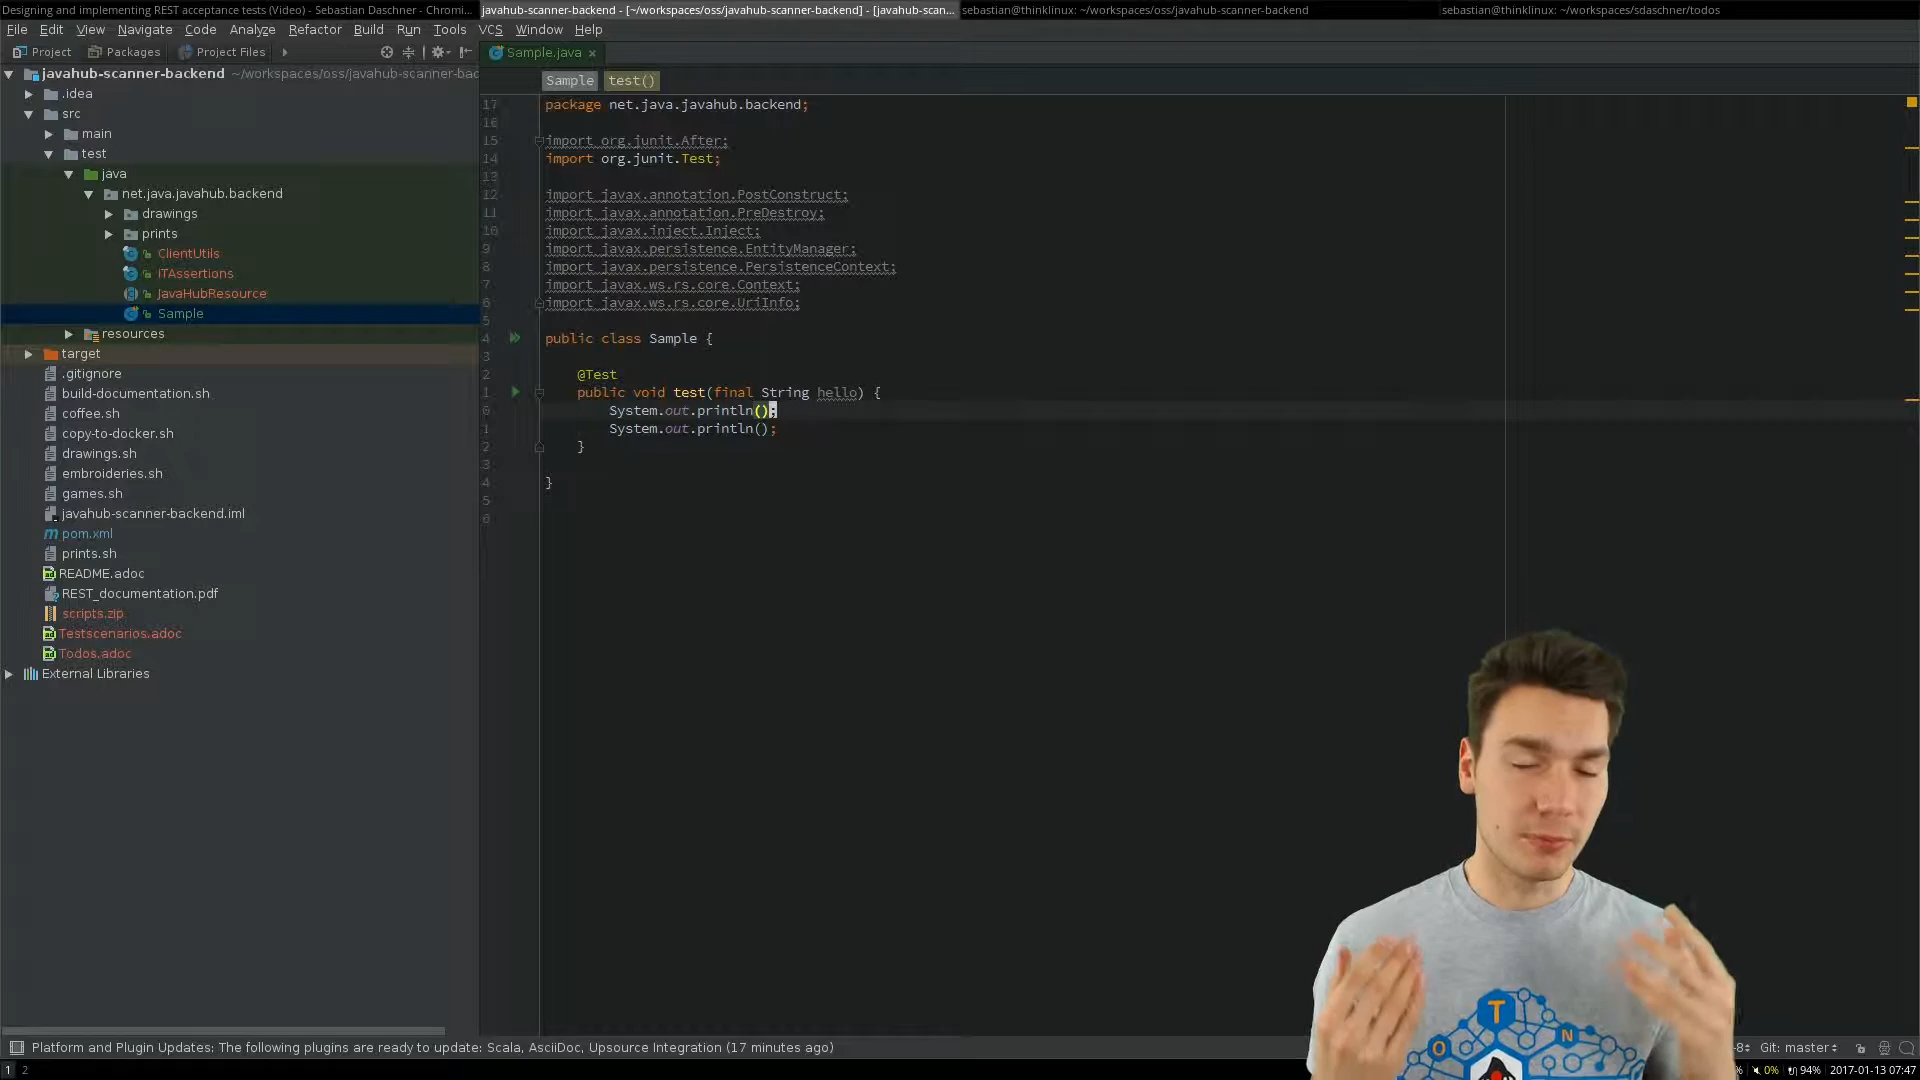 Designing and implementing REST acceptance tests (Video) - Sebastian Daschner - Chromi...
javahub-scanner-backend - [~/workspaces/oss/javahub-scanner-backend] - [javahub-scan...
sebastian@thinklinux: ~/workspaces/oss/javahub-scanner-backend
sebastian@thinklinux: ~/workspaces/sdaschner/todos
File Edit View Navigate Code Analyze Refactor Build Run Tools VCS Window Help
Project Packages Project Files
Sample.java
javahub-scanner-backend ~/workspaces/oss/javahub-scanner-bac
.idea
src
main
test
java
net.java.javahub.backend
drawings
prints
ClientUtils
ITAssertions
JavaHubResource
Sample
resources
target
.gitignore
build-documentation.sh
coffee.sh
copy-to-docker.sh
drawings.sh
embroideries.sh
games.sh
javahub-scanner-backend.iml
pom.xml
prints.sh
README.adoc
REST_documentation.pdf
scripts.zip
Testscenarios.adoc
Todos.adoc
External Libraries
Sample test()
17 package net.java.javahub.backend;
16
15 import org.junit.After;
14 import org.junit.Test;
13
12 import javax.annotation.PostConstruct;
11 import javax.annotation.PreDestroy;
10 import javax.inject.Inject;
9 import javax.persistence.EntityManager;
8 import javax.persistence.PersistenceContext;
7 import javax.ws.rs.core.Context;
6 import javax.ws.rs.core.UriInfo;
5
4 public class Sample {
3
2 @Test
1 public void test(final String hello) {
0 System.out.println();
1 System.out.println();
2 }
3
4 }
5
6
T
O
N
Platform and Plugin Updates: The following plugins are ready to update: Scala, AsciiDoc, Upsource Integration (17 minutes ago)
-8 Git: master
1 2
% 0% 94% 2017-01-13 07:47